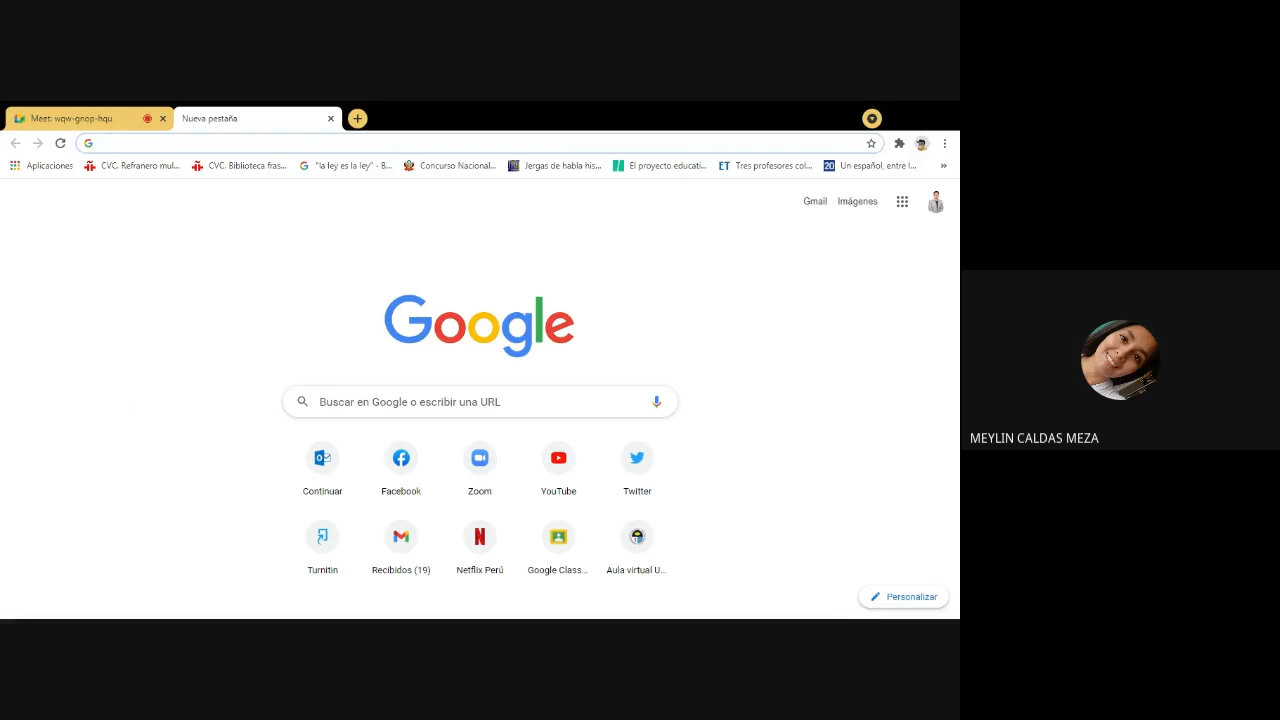 Meet: wqw-gnop-hqu
Nueva pestaña
Aplicaciones
CVC. Refranero mul...
CVC. Biblioteca fras...
"la ley es la ley" - B...
Concurso Nacional...
Jergas de habla his...
El proyecto educati...
ET Tres profesores col...
20 Un español, entre l...
»
Gmail Imágenes
Google
Buscar en Google o escribir una URL
Continuar Facebook Zoom YouTube Twitter
Turnitin Recibidos (19) Netflix Perú Google Class... Aula virtual U...
Personalizar
MEYLIN CALDAS MEZA